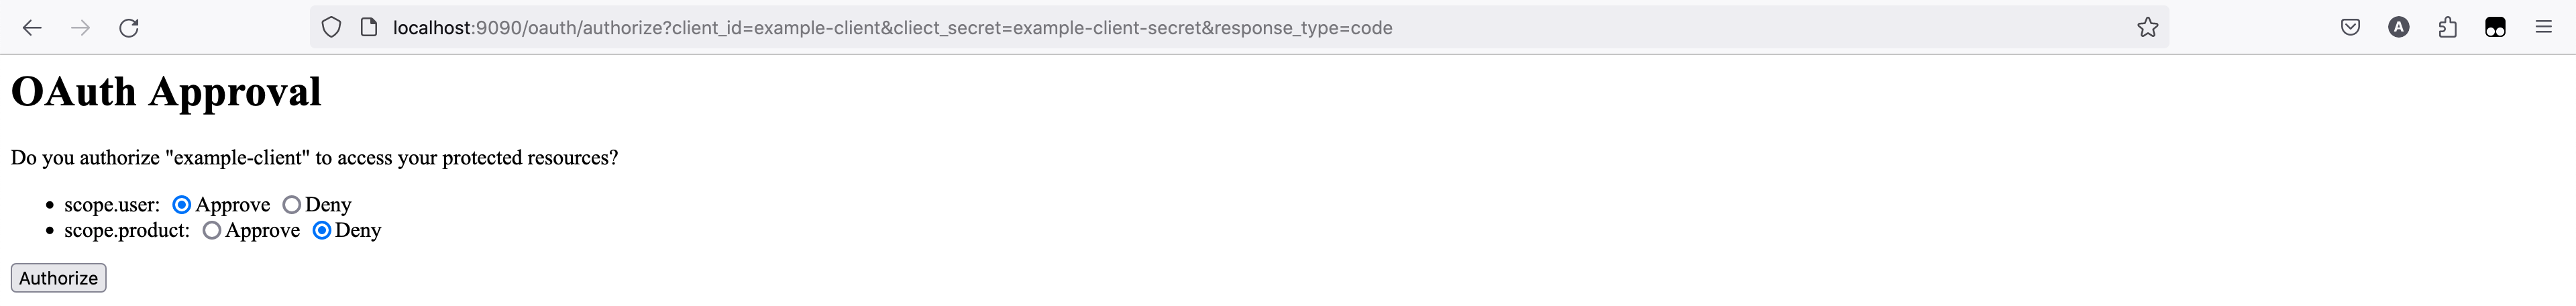 localhost:9090/oauth/authorize?client_id=example-client&cliect_secret=example-client-secret&response_type=code
A
OAuth Approval
Do you authorize "example-client" to access your protected resources?
• scope.user: Approve Deny
• scope.product: Approve Deny
Authorize